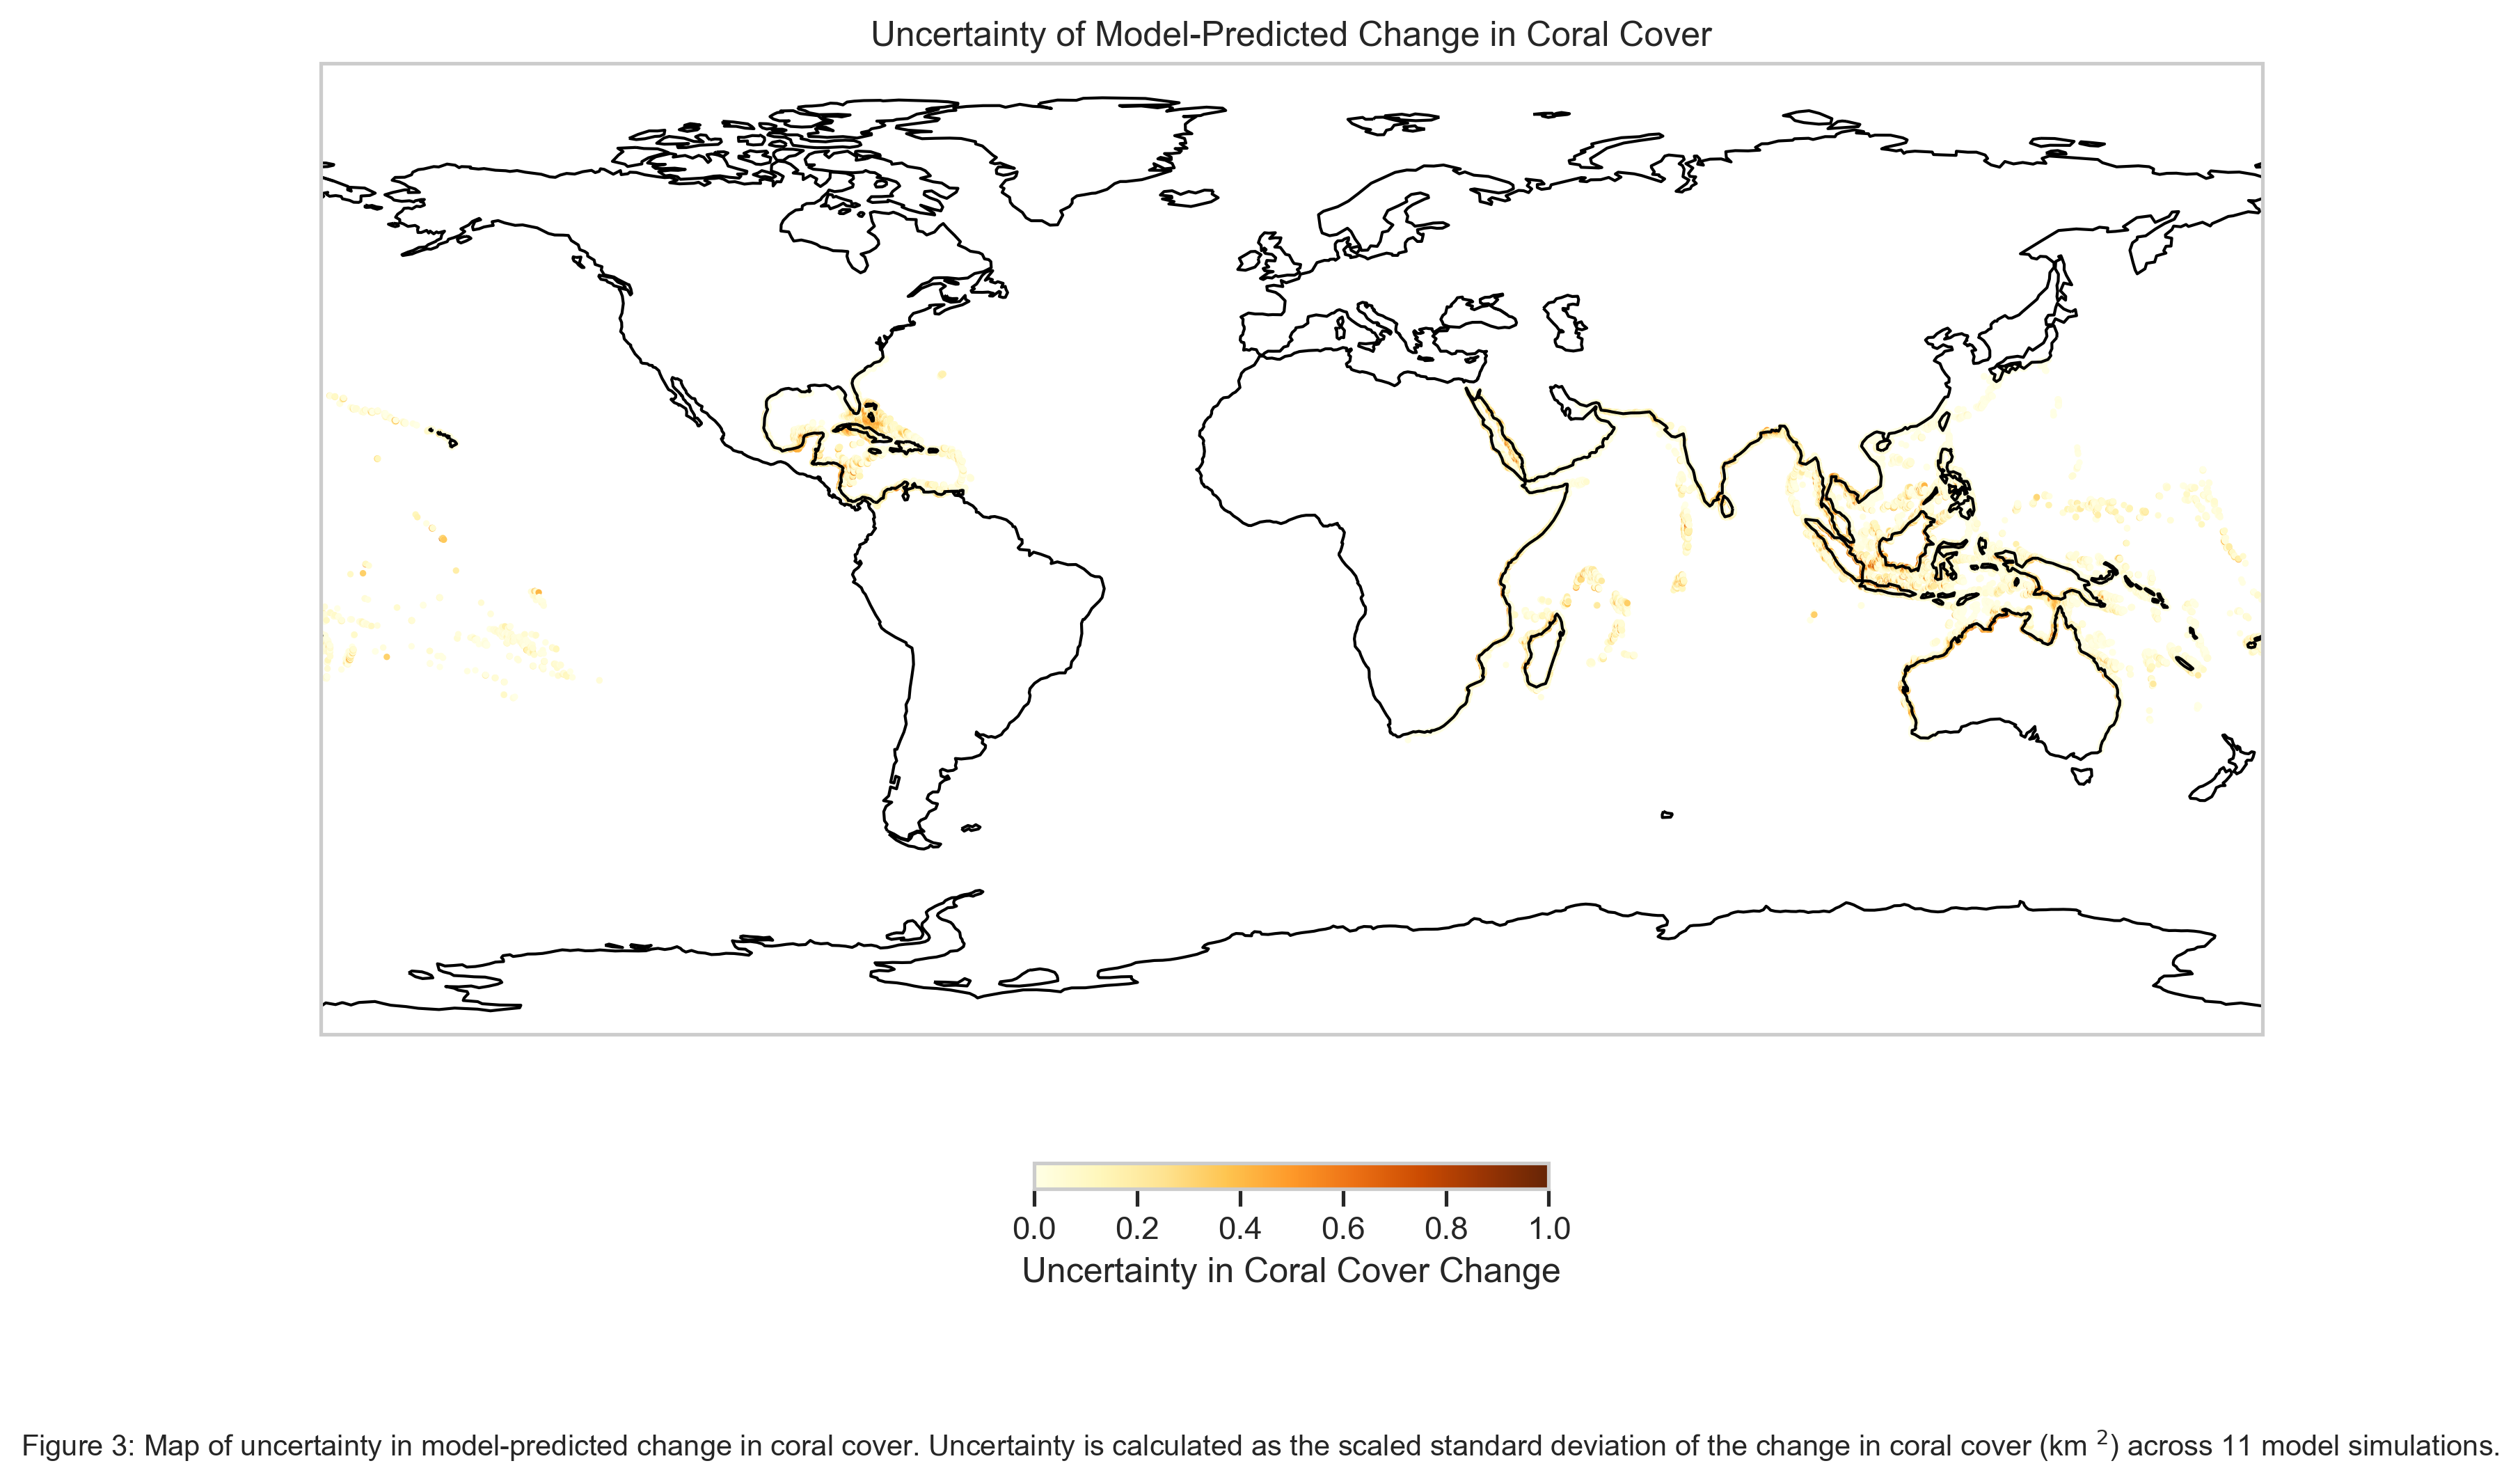 Uncertainty of Model-Predicted Change in Coral Cover
0.0 0.2 0.4 0.6 0.8 1.0
Uncertainty in Coral Cover Change
Figure 3: Map of uncertainty in model-predicted change in coral cover. Uncertainty is calculated as the scaled standard deviation of the change in coral cover (km ²) across 11 model simulations.